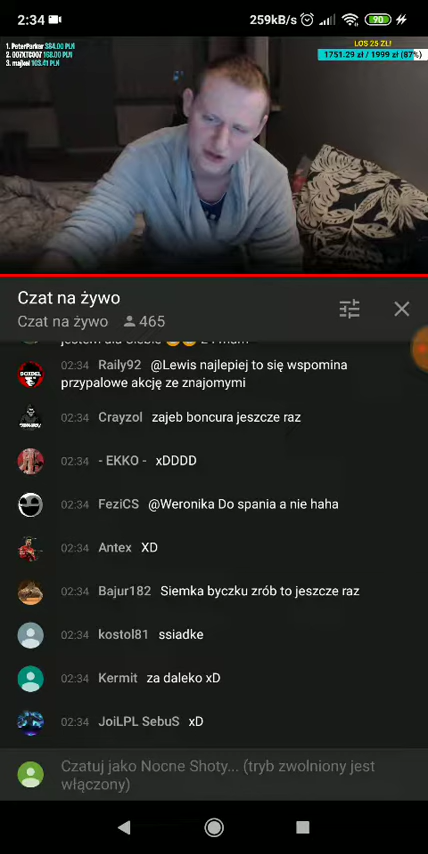 2:34
259kB/s
90
1. PeterParker 384.00 PLN
3. majkel 103.41 PLN
LOS 25 ZŁ!
1751.29 zł / 1999 zł (87%)
Czat na żywo
Czat na żywo 465
02:34 Raily92 @Lewis najlepiej to się wspomina
przypalowe akcję ze znajomymi
02:34 Crayzol zajeb boncura jeszcze raz
02:34 - EKKO - xDDDD
02:34 FeziCS @Weronika Do spania a nie haha
02:34 Antex XD
02:34 Bajur182 Siemka byczku zrób to jeszcze raz
02:34 kostol81 ssiadke
02:34 Kermit za daleko xD
02:34 JoiLPL SebuS xD
Czatuj jako Nocne Shoty... (tryb zwolniony jest
włączony)